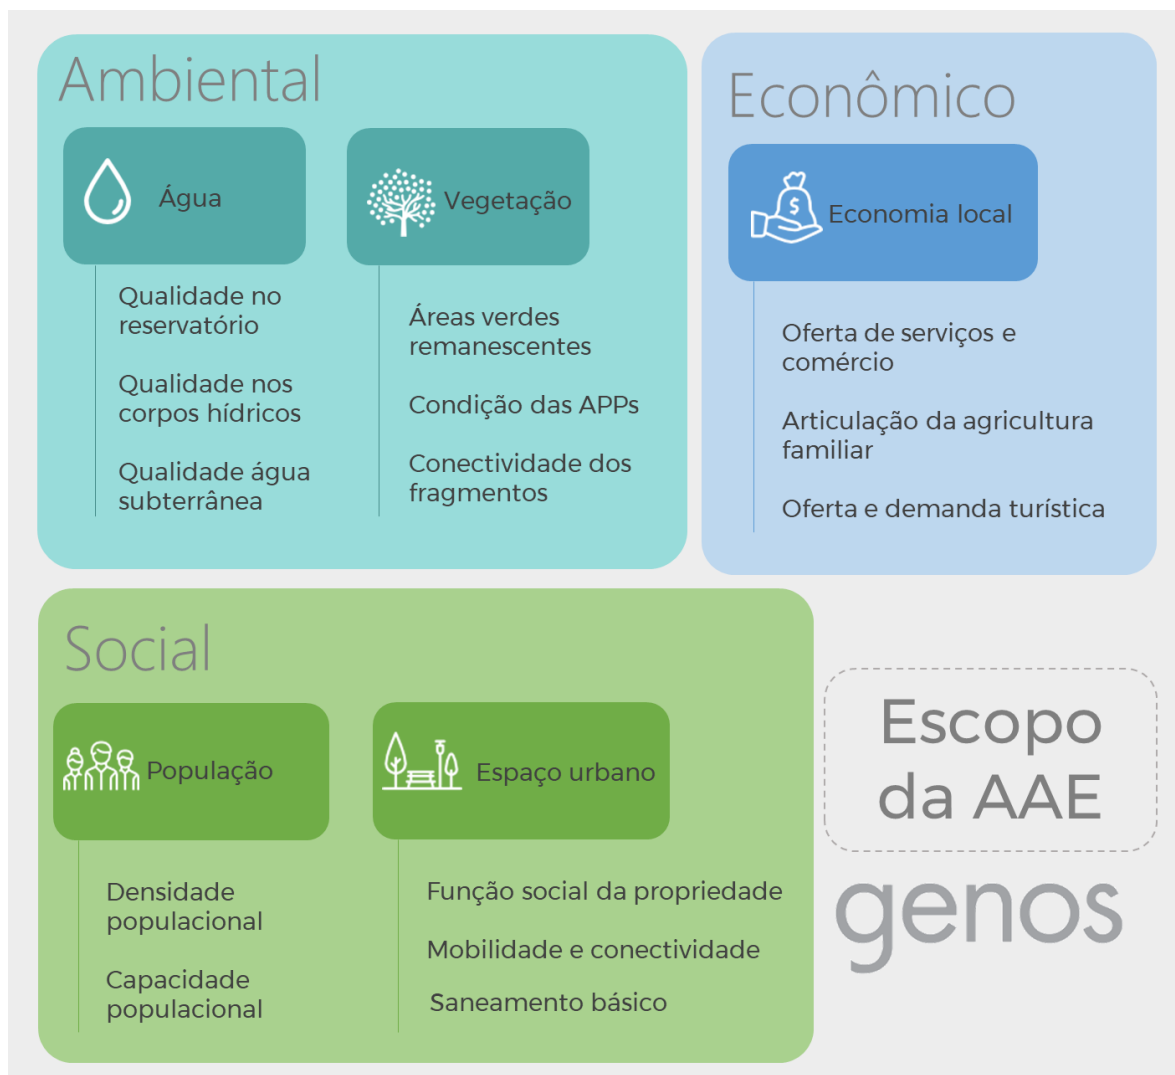 Ambiental
Água
Qualidade no
reservatório
Qualidade nos
corpos hídricos
Qualidade água
subterrânea
Vegetação
Áreas verdes
remanescentes
Condição das APPs
Conectividade dos
fragmentos
Econômico
$
Economia local
Oferta de serviços e
comércio
Articulação da agricultura
familiar
Oferta e demanda turística
Social
População
Densidade
populacional
Capacidade
populacional
Espaço urbano
Função social da propriedade
Mobilidade e conectividade
Saneamento básico
Escopo
da AAE
genos